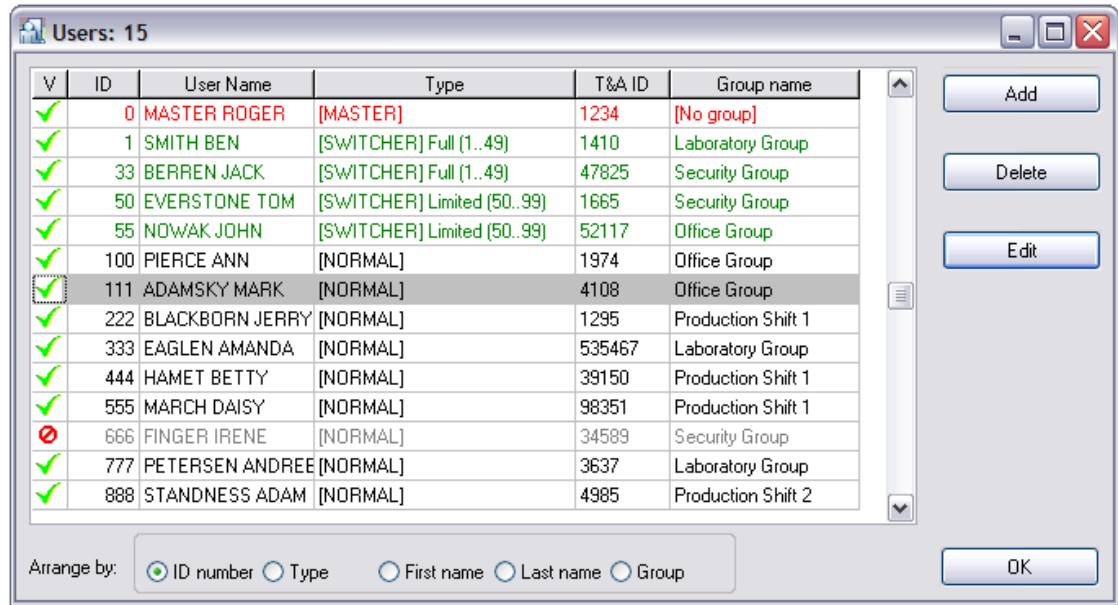 Users: 15
V ID User Name Type T&A ID Group name
0 MASTER ROGER [MASTER] 1234 [No group]
1 SMITH BEN [SWITCHER] Full (1..49) 1410 Laboratory Group
33 BERREN JACK [SWITCHER] Full (1..49) 47825 Security Group
50 EVERSTONE TOM [SWITCHER] Limited (50..99) 1665 Security Group
55 NOWAK JOHN [SWITCHER] Limited (50..99) 52117 Office Group
100 PIERCE ANN [NORMAL] 1974 Office Group
111 ADAMSKY MARK [NORMAL] 4108 Office Group
222 BLACKBORN JERRY [NORMAL] 1295 Production Shift 1
333 EAGLEN AMANDA [NORMAL] 535467 Laboratory Group
444 HAMET BETTY [NORMAL] 39150 Production Shift 1
555 MARCH DAISY [NORMAL] 98351 Production Shift 1
666 FINGER IRENE [NORMAL] 34589 Security Group
777 PETERSEN ANDREE [NORMAL] 3637 Laboratory Group
888 STANDNESS ADAM [NORMAL] 4985 Production Shift 2
Add
Delete
Edit
Arrange by: ID number Type First name Last name Group
OK